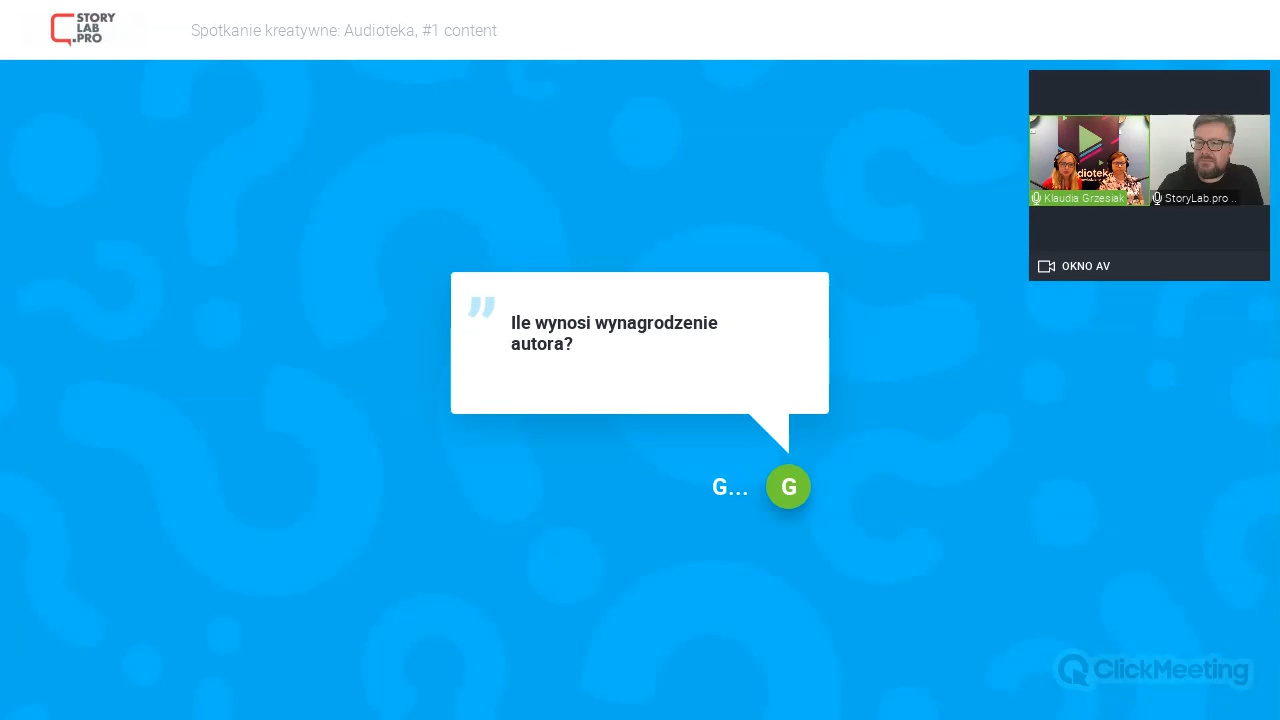 STORY
LAB
.PRO
Spotkanie kreatywne: Audioteka, #1 content
Klaudia Grzesiak
StoryLab.pro ..
OKNO AV
Ile wynosi wynagrodzenie
autora?
G...
G
ClickMeeting